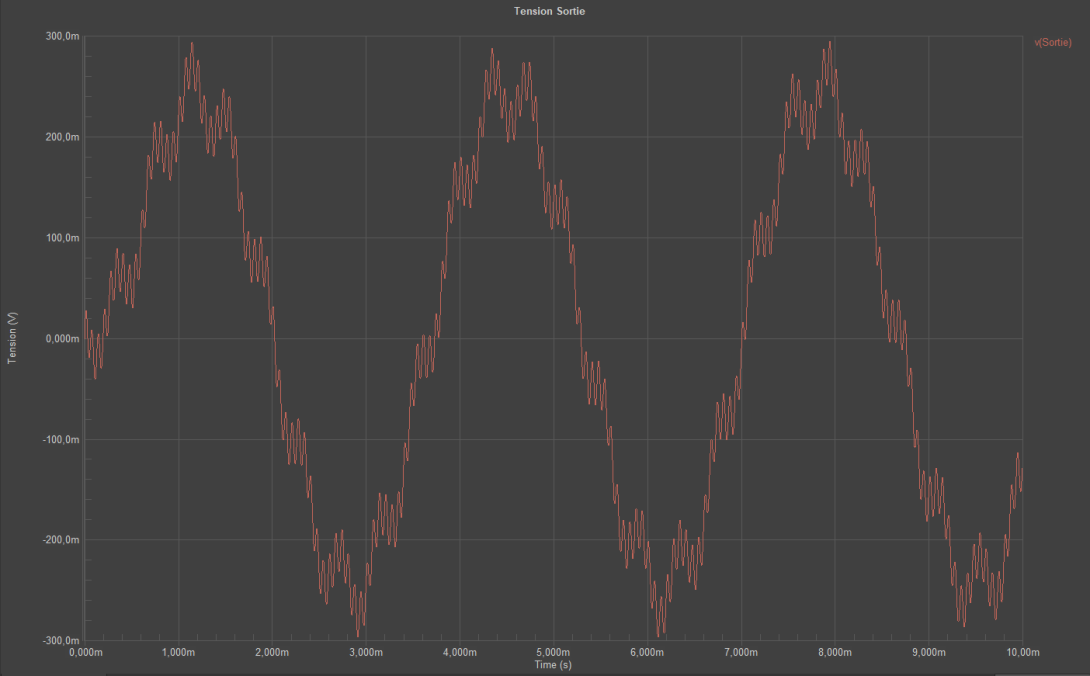 Tension Sortie
v(Sortie)
300,0m
200,0m
100,0m
0,000m
-100,0m
-200,0m
-300,0m
Tension (V)
0,000m 1,000m 2,000m 3,000m 4,000m 5,000m 6,000m 7,000m 8,000m 9,000m 10,00m
Time (s)